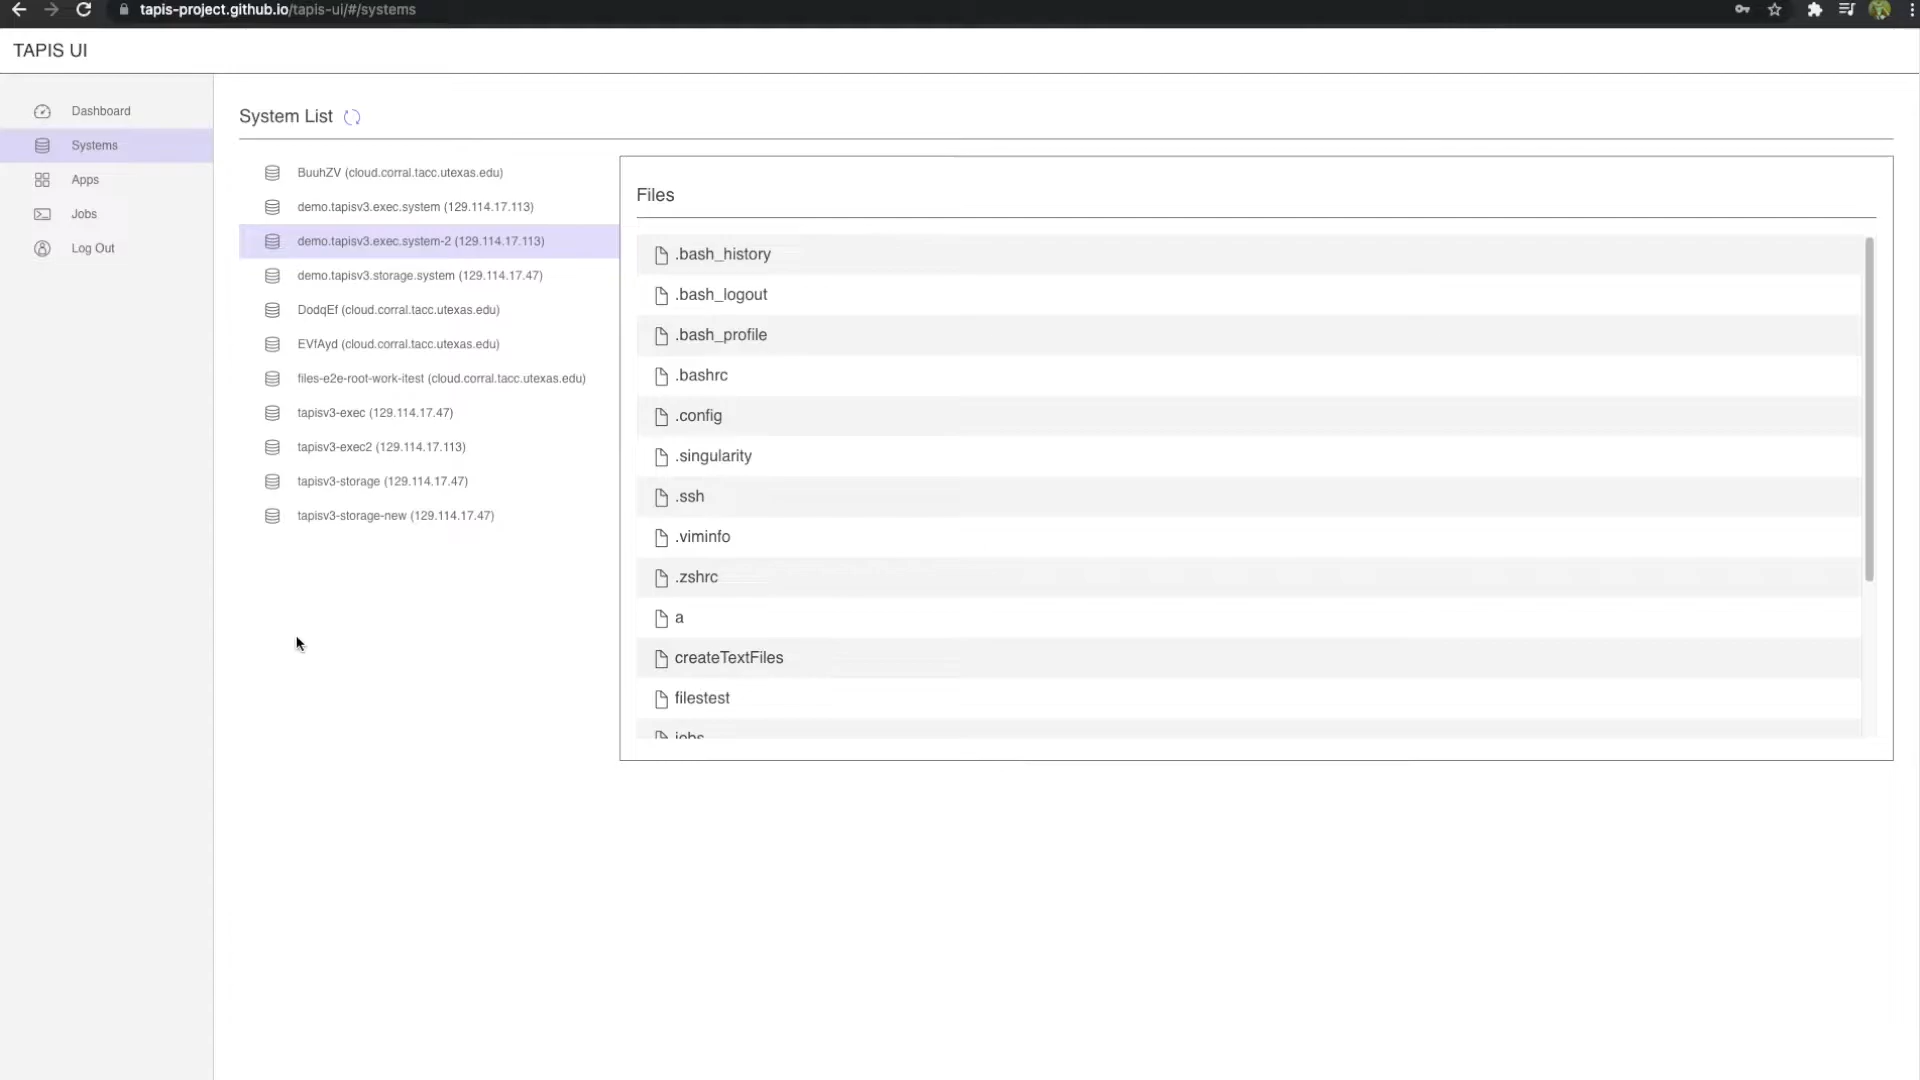 tapis-project.github.io/tapis-ui/#/systems
TAPIS UI
Dashboard
Systems
Apps
Jobs
Log Out
System List
BuuhZV (cloud.corral.tacc.utexas.edu)
demo.tapisv3.exec.system (129.114.17.113)
demo.tapisv3.exec.system-2 (129.114.17.113)
demo.tapisv3.storage.system (129.114.17.47)
DodqEf (cloud.corral.tacc.utexas.edu)
EVfAyd (cloud.corral.tacc.utexas.edu)
files-e2e-root-work-itest (cloud.corral.tacc.utexas.edu)
tapisv3-exec (129.114.17.47)
tapisv3-exec2 (129.114.17.113)
tapisv3-storage (129.114.17.47)
tapisv3-storage-new (129.114.17.47)
Files
.bash_history
.bash_logout
.bash_profile
.bashrc
.config
.singularity
.ssh
.viminfo
.zshrc
a
createTextFiles
filestest
jobs